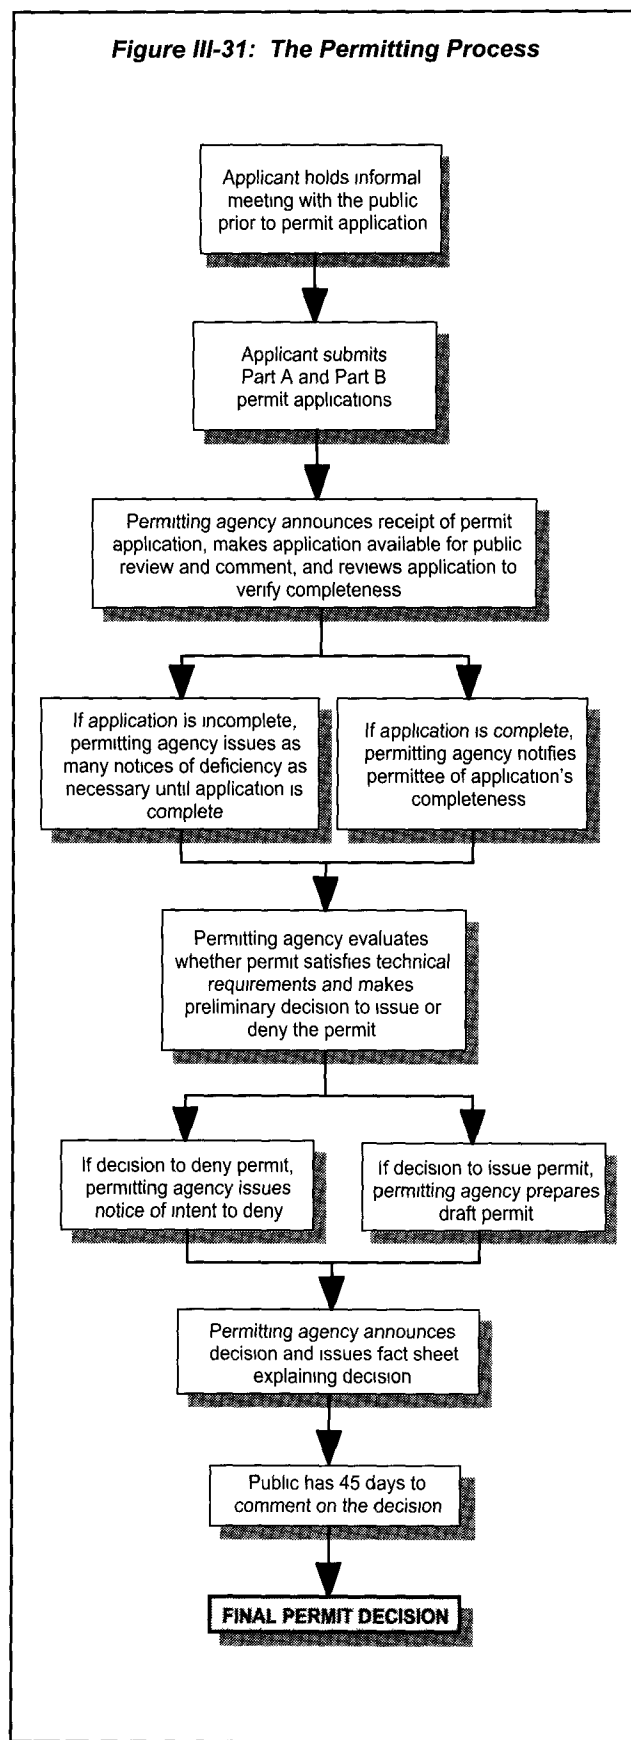 Figure III-31: The Permitting Process
Applicant holds informal
meeting with the public
prior to permit application
Applicant submits
Part A and Part B
permit applications
Permitting agency announces receipt of permit
application, makes application available for public
review and comment, and reviews application to
verify completeness
If application is incomplete,
permitting agency issues as
many notices of deficiency as
necessary until application is
complete
If application is complete,
permitting agency notifies
permittee of application's
completeness
Permitting agency evaluates
whether permit satisfies technical
requirements and makes
preliminary decision to issue or
deny the permit
If decision to deny permit,
permitting agency issues
notice of intent to deny
If decision to issue permit,
permitting agency prepares
draft permit
Permitting agency announces
decision and issues fact sheet
explaining decision
Public has 45 days to
comment on the decision
FINAL PERMIT DECISION